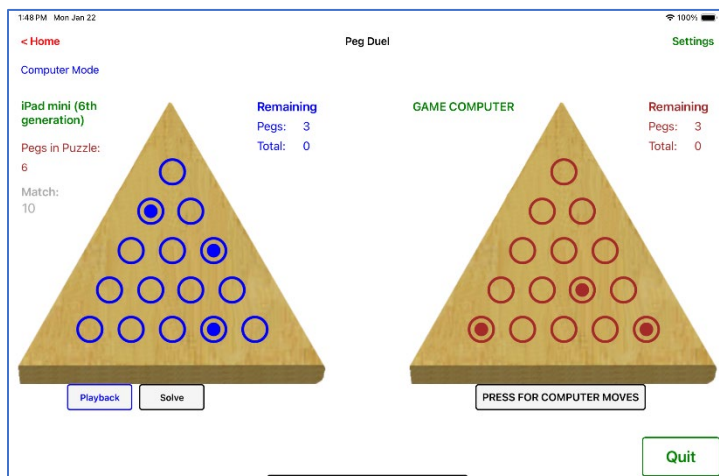 1:48 PM Mon Jan 22
100%
< Home
Peg Duel
Settings
Computer Mode
iPad mini (6th
generation)
Remaining
Pegs: 3
Total: 0
Pegs in Puzzle:
6
Match:
10
GAME COMPUTER
Remaining
Pegs: 3
Total: 0
Playback
Solve
PRESS FOR COMPUTER MOVES
Quit